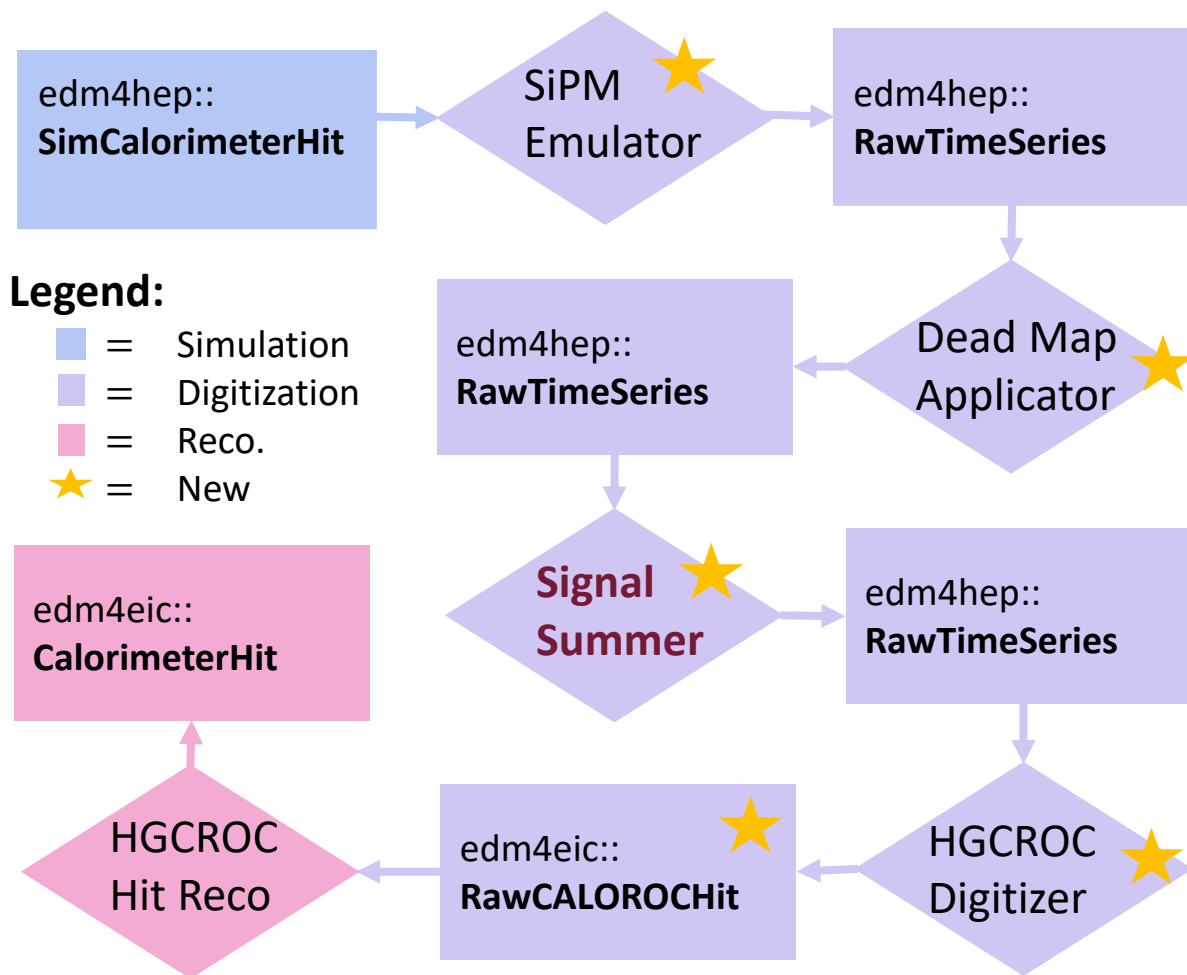 edm4hep::
SimCalorimeterHit
SiPM
Emulator
edm4hep::
RawTimeSeries
Legend:
= Simulation
= Digitization
= Reco.
= New
edm4hep::
RawTimeSeries
Dead Map
Applicator
Signal
Summer
edm4hep::
RawTimeSeries
edm4eic::
CalorimeterHit
HGCROC
Hit Reco
edm4eic::
RawCALOROCHit
HGCROC
Digitizer